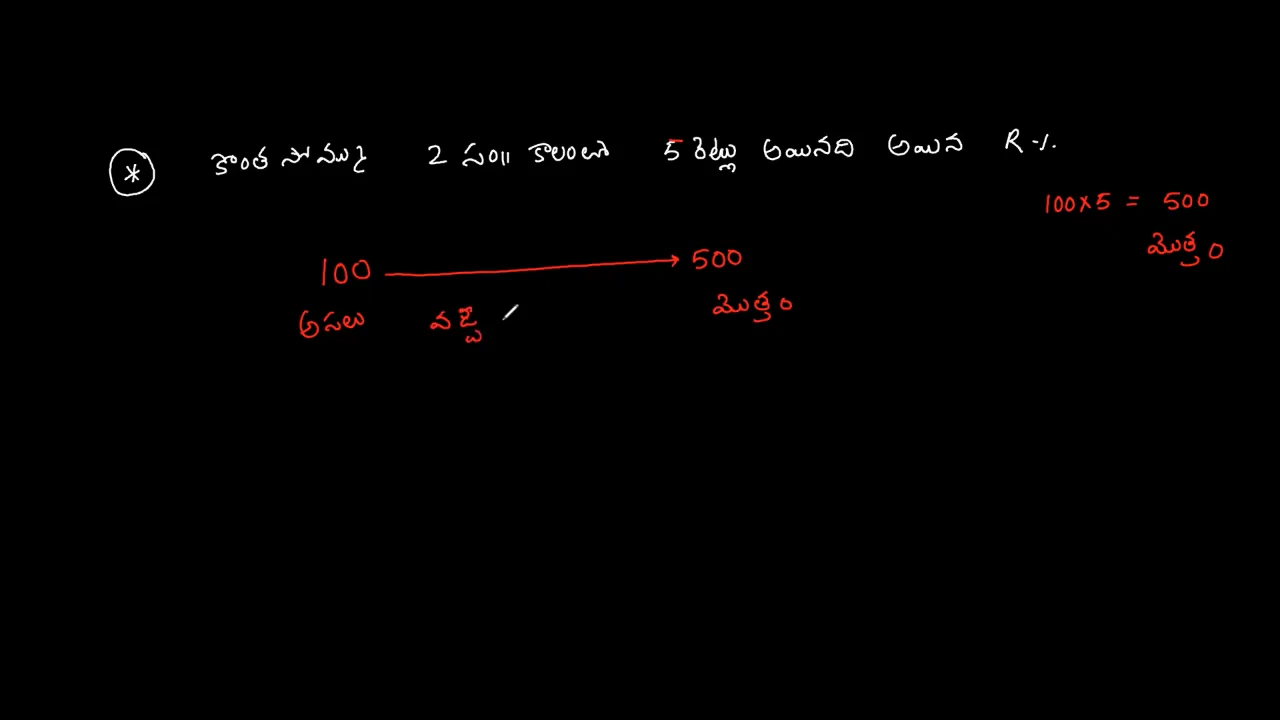 * కొంత సొమ్ము 2 సం॥ కాలంలో 5 రెట్లు అయినది అయిన R %.
100×5 = 500
మొత్తం
100 → 500
అసలు వడ్డీ మొత్తం